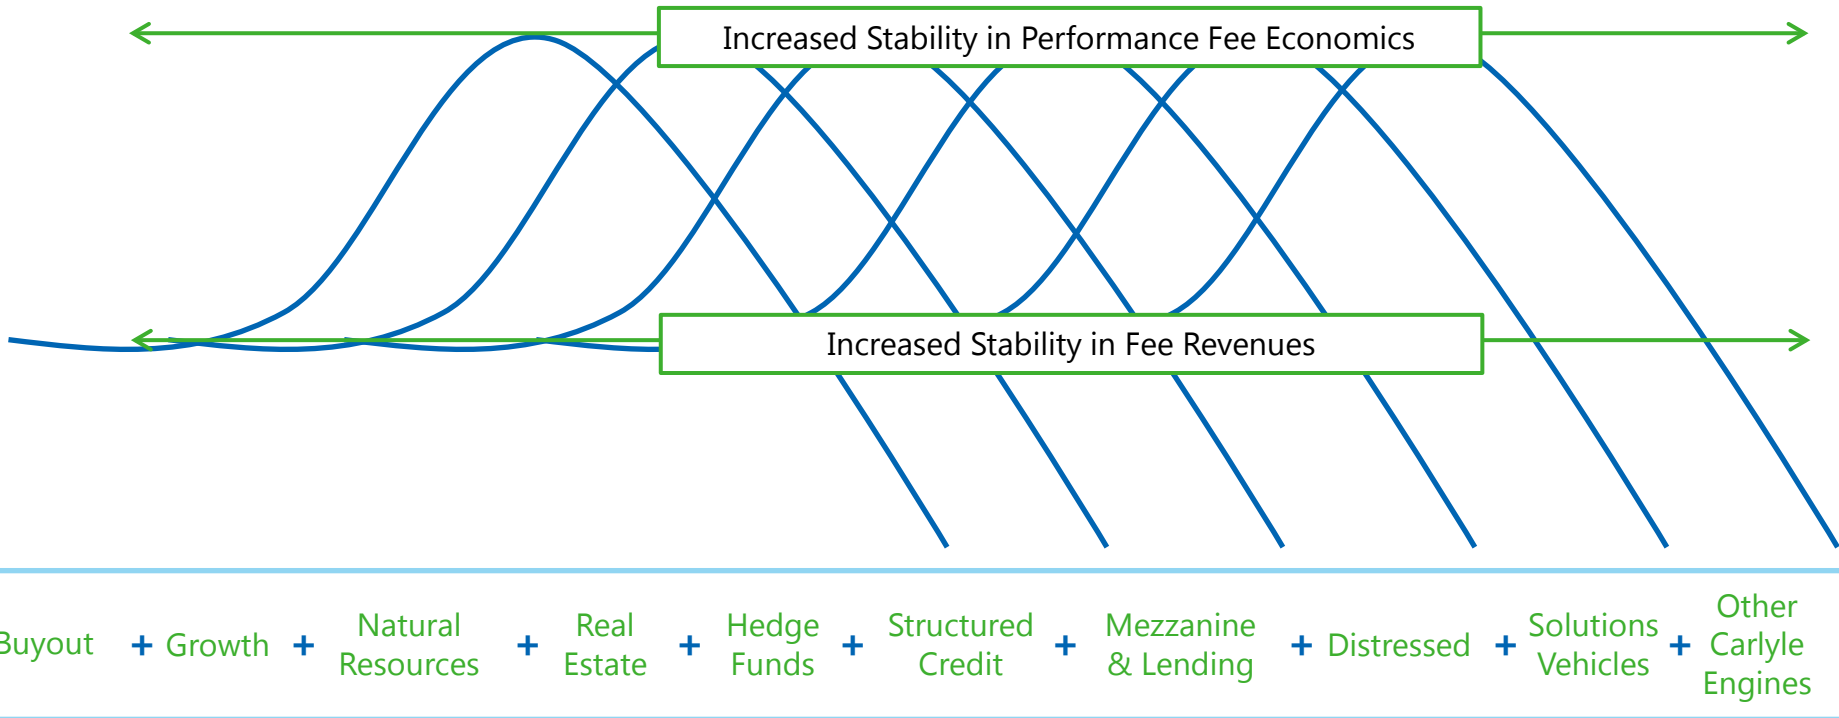 Increased Stability in Performance Fee Economics
Increased Stability in Fee Revenues
Buyout
+ Growth
+ Natural
Resources
+ Real
Estate
+ Hedge
Funds
+ Structured
Credit
+ Mezzanine
& Lending
+ Distressed
+ Solutions
Vehicles
+ Other
Carlyle
Engines